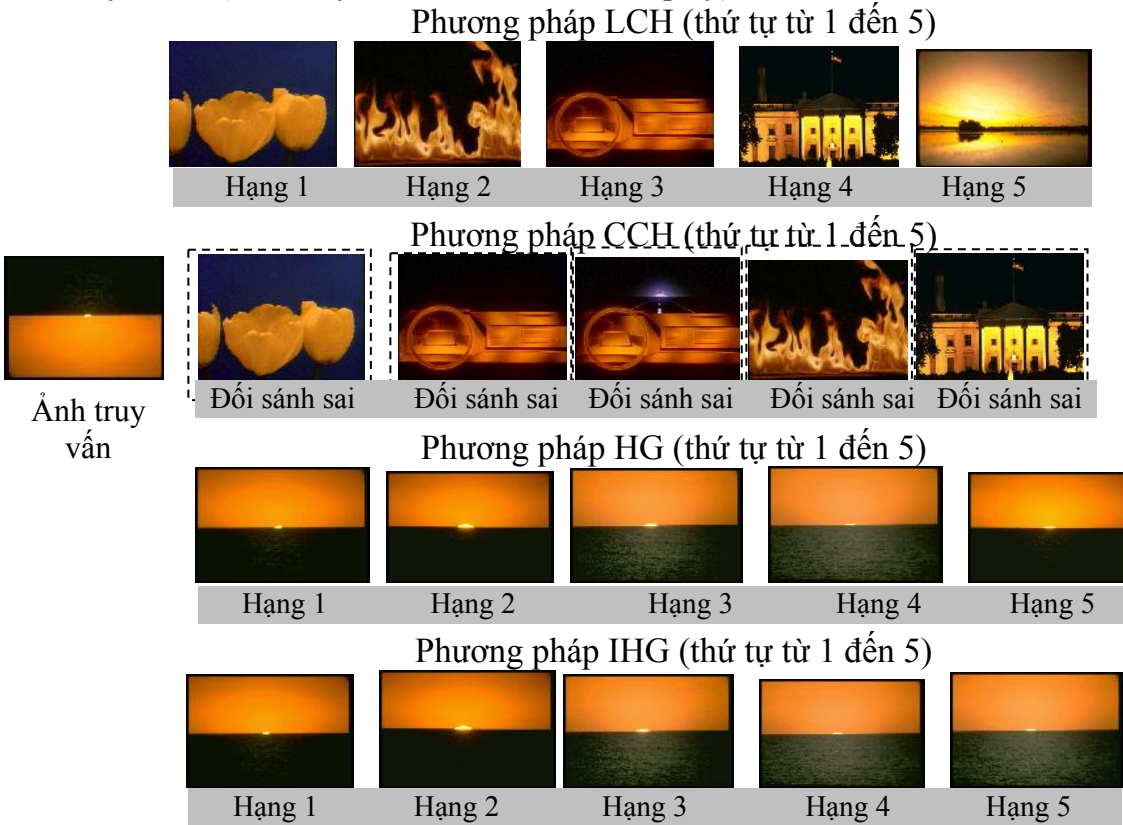 Phương pháp LCH (thứ tự từ 1 đến 5)
Hạng 1 Hạng 2 Hạng 3 Hạng 4 Hạng 5
Phương pháp CCH (thứ tự từ 1 đến 5)
Đối sánh sai Đối sánh sai Đối sánh sai Đối sánh sai Đối sánh sai
Ảnh truy
vấn
Phương pháp HG (thứ tự từ 1 đến 5)
Hạng 1 Hạng 2 Hạng 3 Hạng 4 Hạng 5
Phương pháp IHG (thứ tự từ 1 đến 5)
Hạng 1 Hạng 2 Hạng 3 Hạng 4 Hạng 5